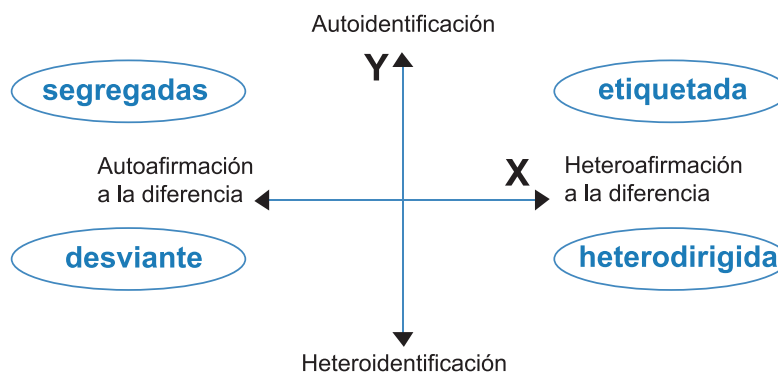 Autoidentificación
Y
segregadas
etiquetada
Autoafirmación
a la diferencia
X
Heteroafirmación
a la diferencia
desviante
heterodirigida
Heteroidentificación